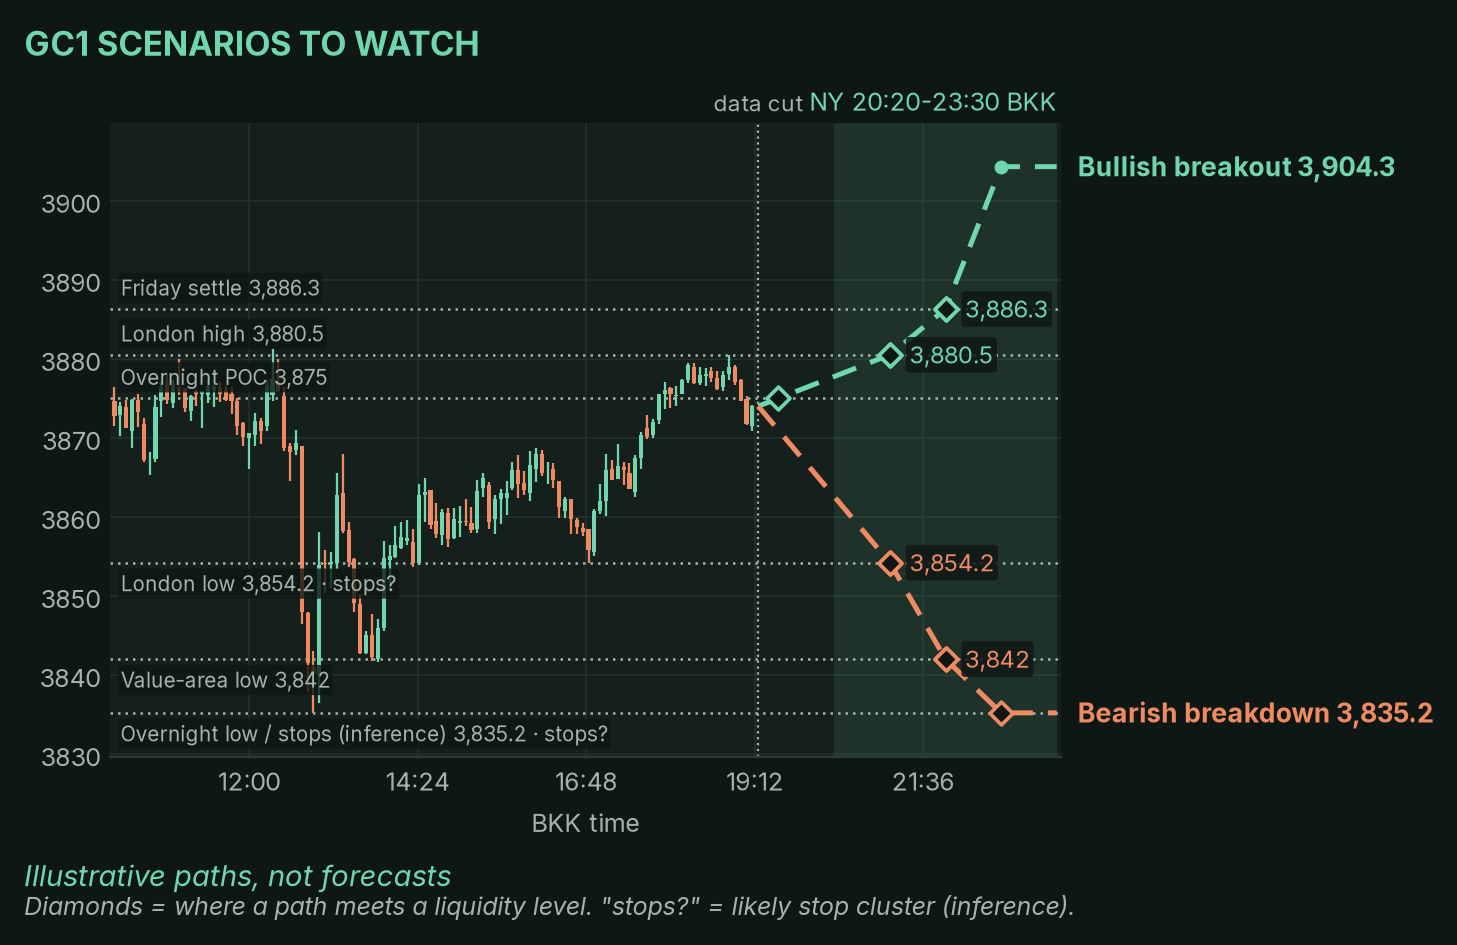 GC1 SCENARIOS TO WATCH
data cut NY 20:20-23:30 BKK
Bullish breakout 3,904.3
3900
3890
Friday settle 3,886.3
3,886.3
London high 3,880.5
3,880.5
3880
Overnight POC 3,875
3870
3860
London low 3,854.2 · stops?
3,854.2
3850
3,842
Value-area low 3,842
3840
Bearish breakdown 3,835.2
Overnight low / stops (inference) 3,835.2 · stops?
3830
12:00 14:24 16:48 19:12 21:36
BKK time
Illustrative paths, not forecasts
Diamonds = where a path meets a liquidity level. "stops?" = likely stop cluster (inference).